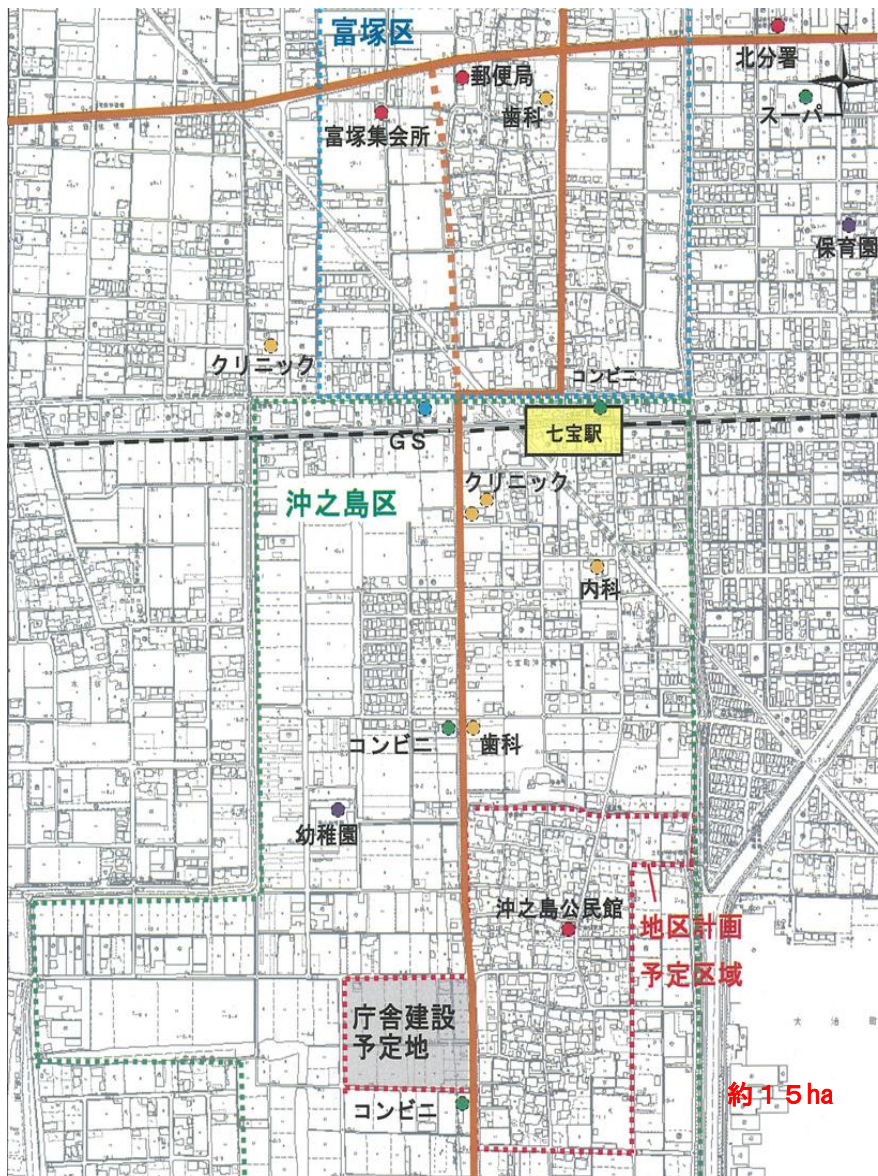 富塚区
北分署
N
郵便局
スーパー
歯科
富塚集会所
保育園
クリニック
コンビニ
GS
七宝駅
クリニック
沖之島区
内科
コンビニ
歯科
幼稚園
沖之島公民館
地区計画
予定区域
庁舎建設
予定地
大治町
約15ha
コンビニ